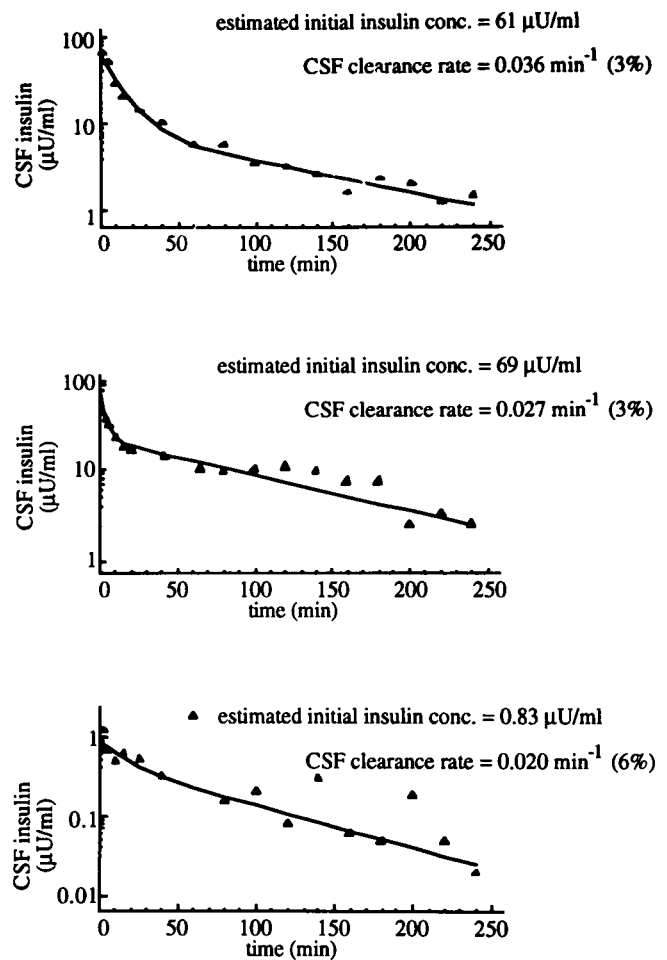 estimated initial insulin conc. = 61 μU/ml
CSF clearance rate = 0.036 min⁻¹ (3%)
CSF insulin
(μU/ml)
100
10
1
0 50 100 150 200 250
time (min)
estimated initial insulin conc. = 69 μU/ml
CSF clearance rate = 0.027 min⁻¹ (3%)
CSF insulin
(μU/ml)
100
10
1
0 50 100 150 200 250
time (min)
estimated initial insulin conc. = 0.83 μU/ml
CSF clearance rate = 0.020 min⁻¹ (6%)
CSF insulin
(μU/ml)
1
0.1
0.01
0 50 100 150 200 250
time (min)